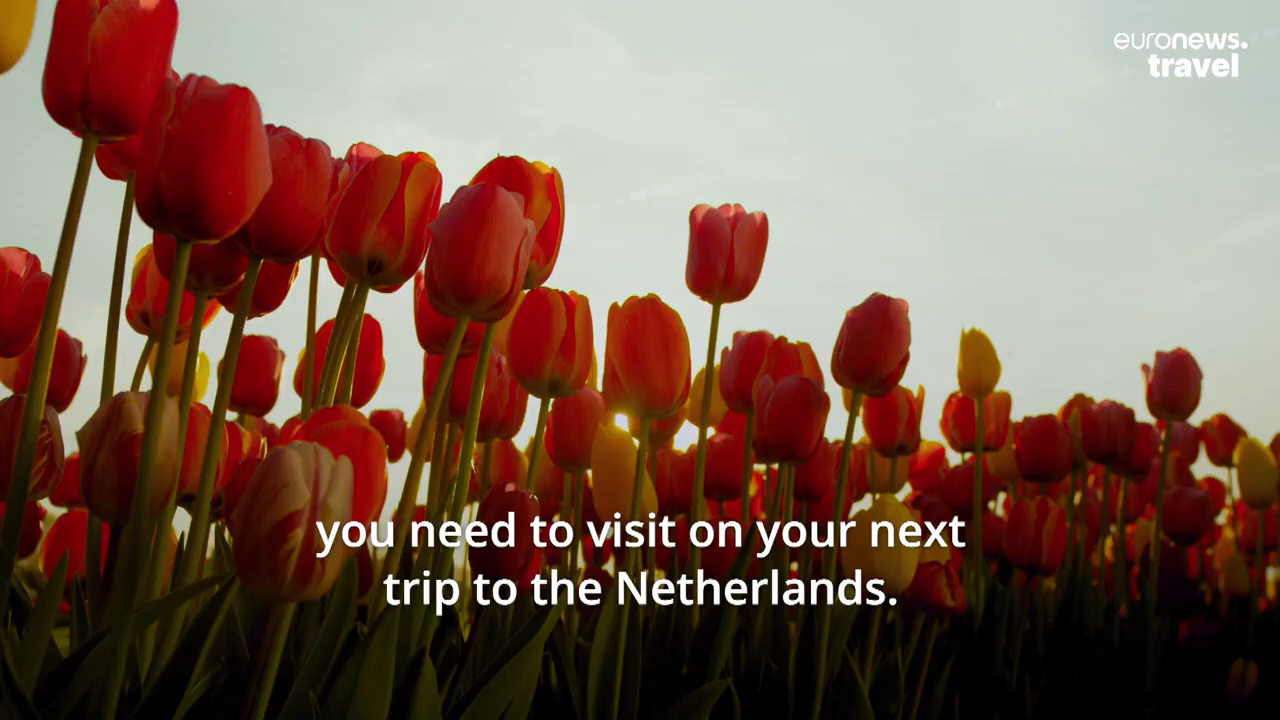 euronews.
travel
you need to visit on your next
trip to the Netherlands.